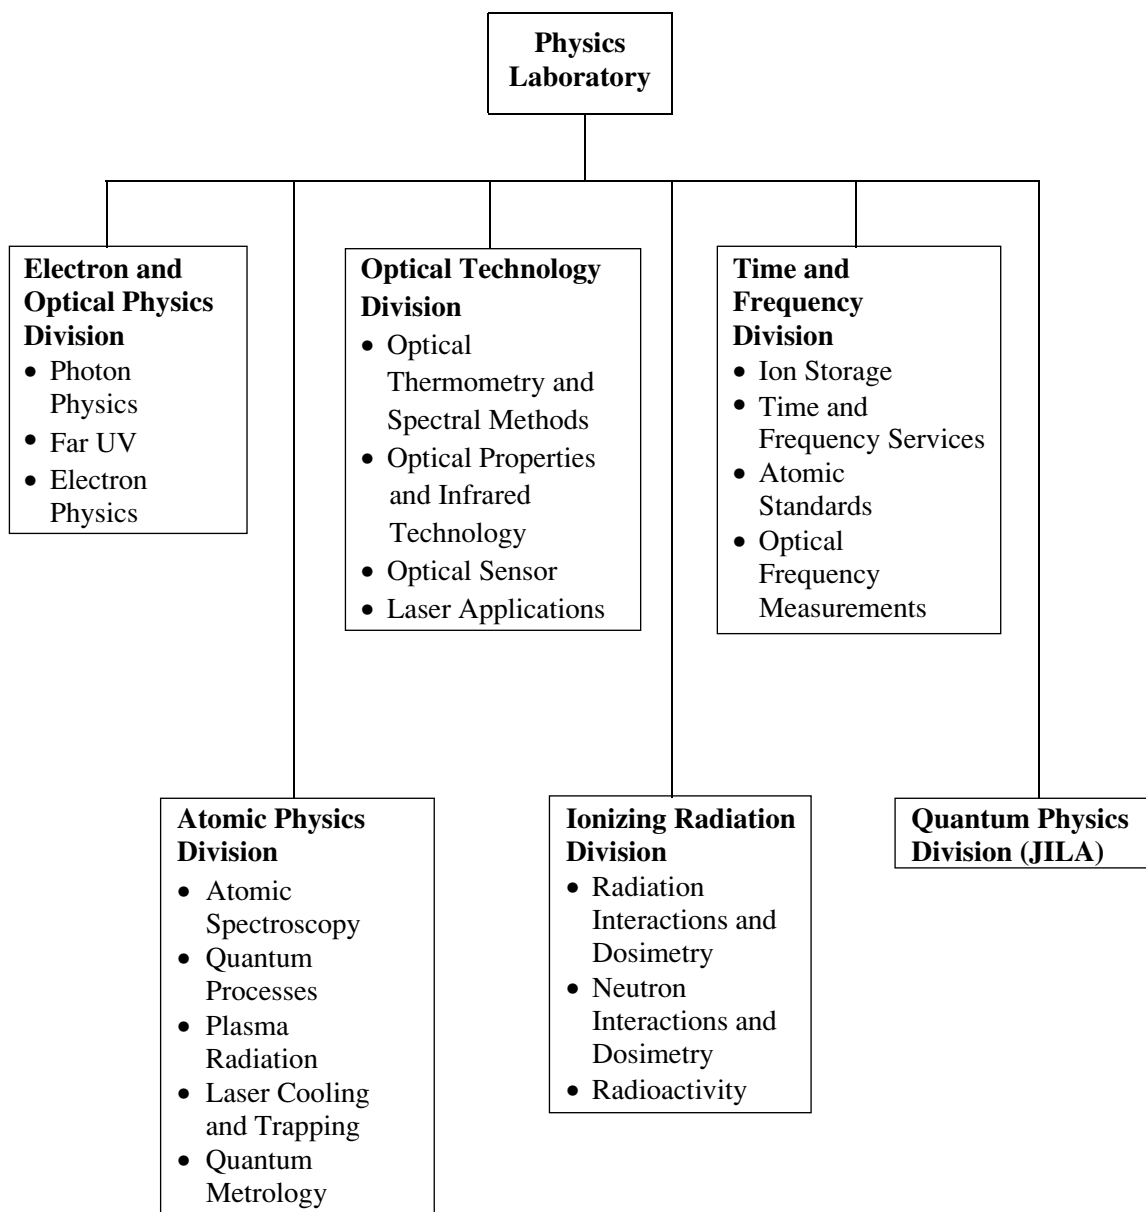 Physics
Laboratory
Electron and
Optical Physics
Division
• Photon
Physics
• Far UV
• Electron
Physics
Optical Technology
Division
• Optical
Thermometry and
Spectral Methods
• Optical Properties
and Infrared
Technology
• Optical Sensor
• Laser Applications
Time and
Frequency
Division
• Ion Storage
• Time and
Frequency Services
• Atomic
Standards
• Optical
Frequency
Measurements
Atomic Physics
Division
• Atomic
Spectroscopy
• Quantum
Processes
• Plasma
Radiation
• Laser Cooling
and Trapping
• Quantum
Metrology
Ionizing Radiation
Division
• Radiation
Interactions and
Dosimetry
• Neutron
Interactions and
Dosimetry
• Radioactivity
Quantum Physics
Division (JILA)